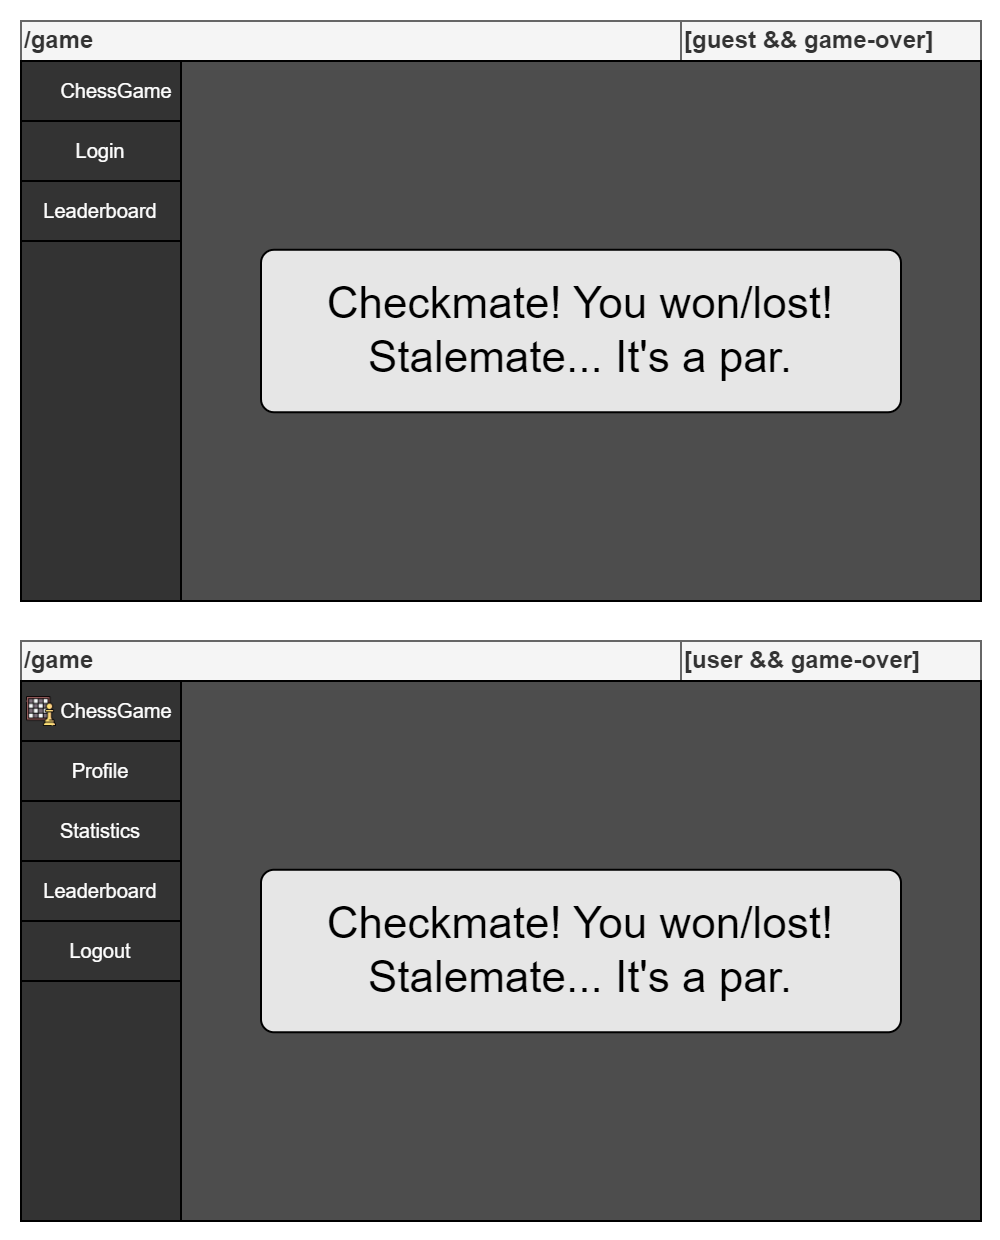 /game
[guest && game-over]
ChessGame
Login
Leaderboard
Checkmate! You won/lost!
Stalemate... It's a par.
/game
[user && game-over]
ChessGame
Profile
Statistics
Leaderboard
Logout
Checkmate! You won/lost!
Stalemate... It's a par.